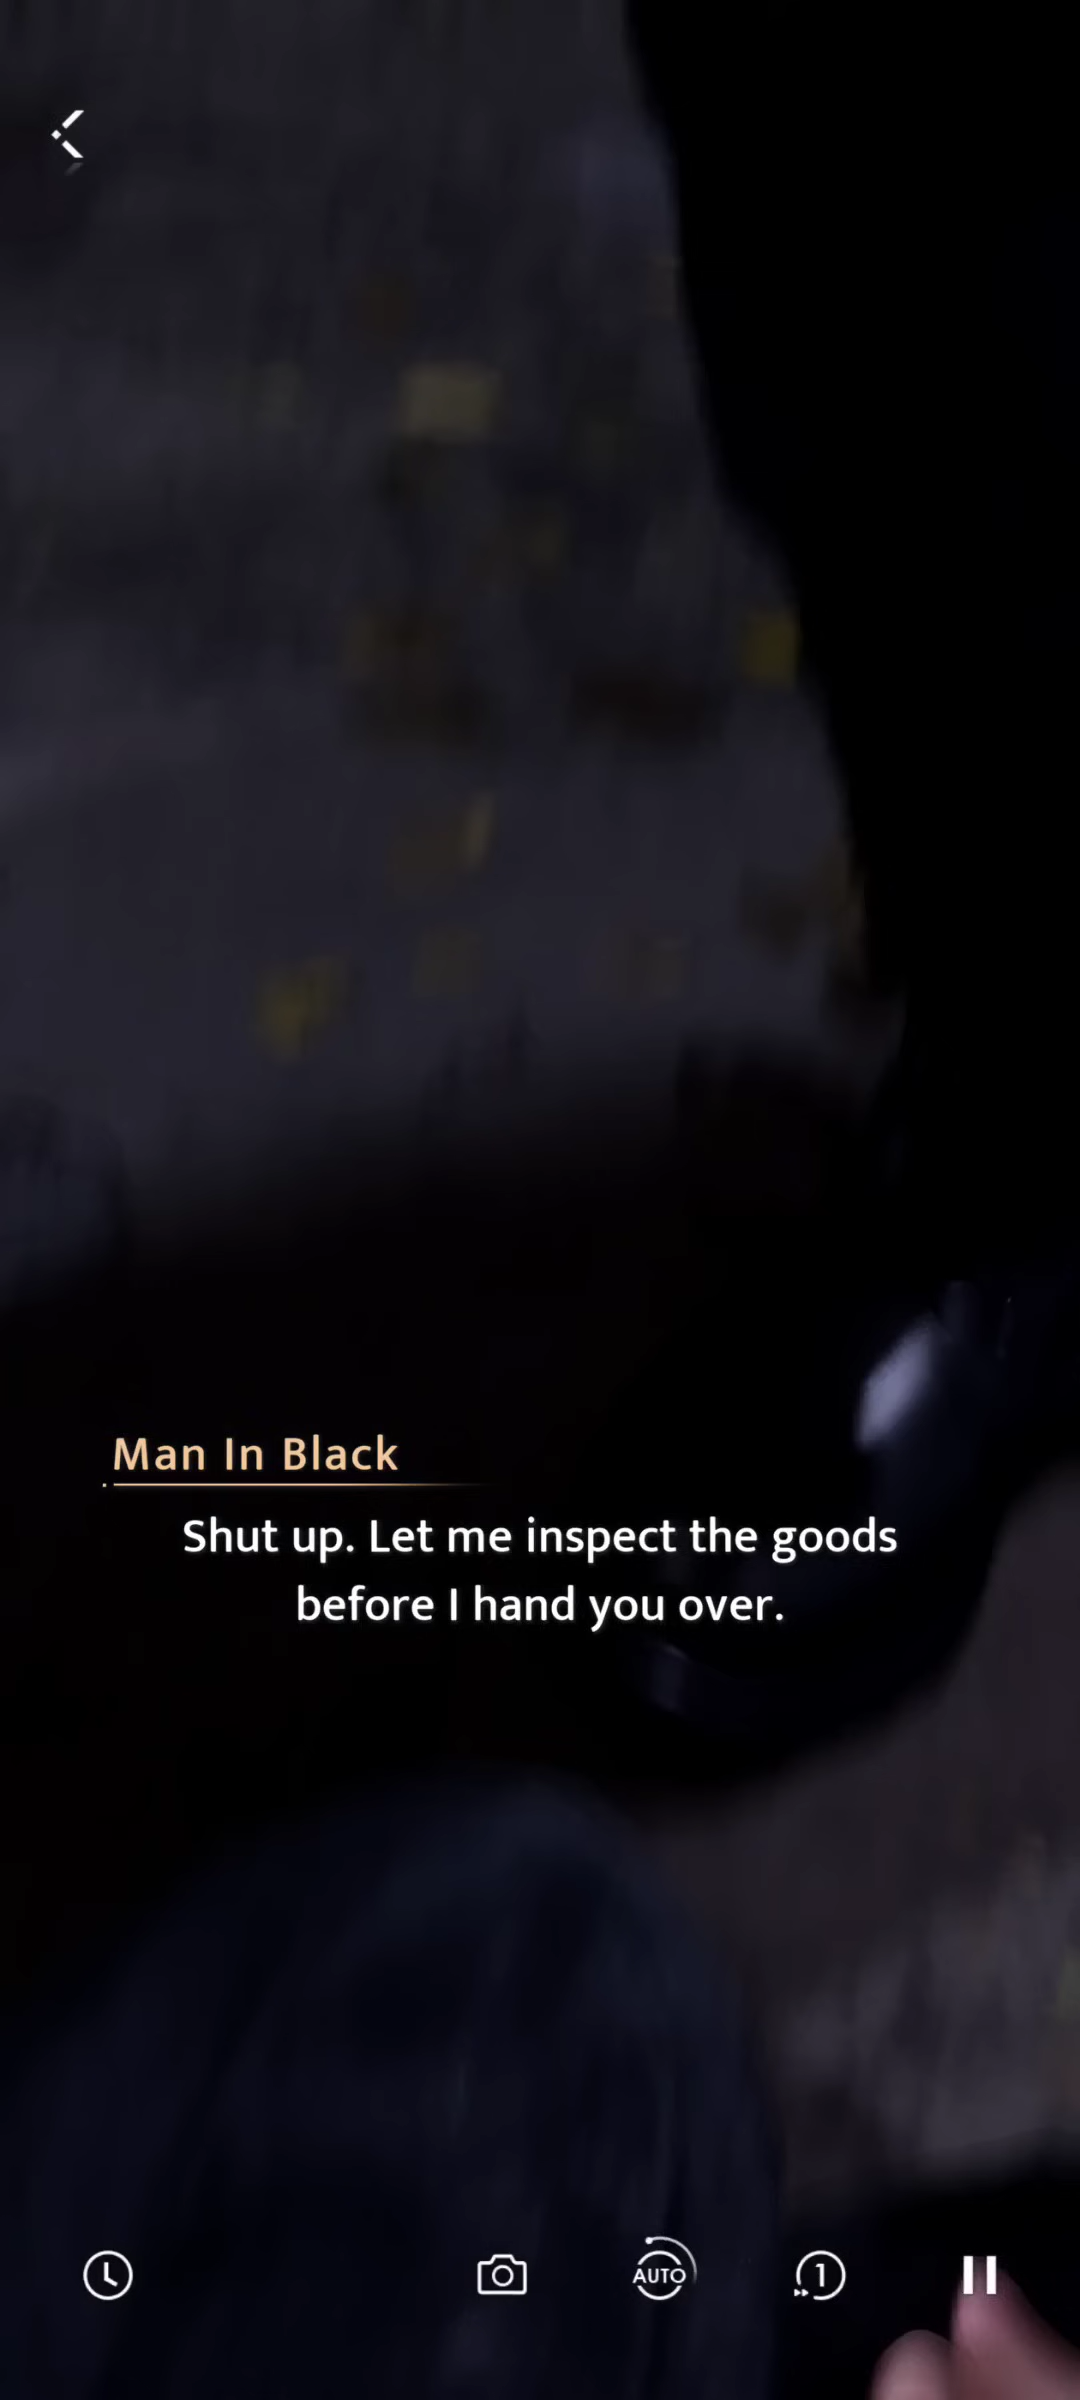 Man In Black
Shut up. Let me inspect the goods
before I hand you over.
AUTO
1